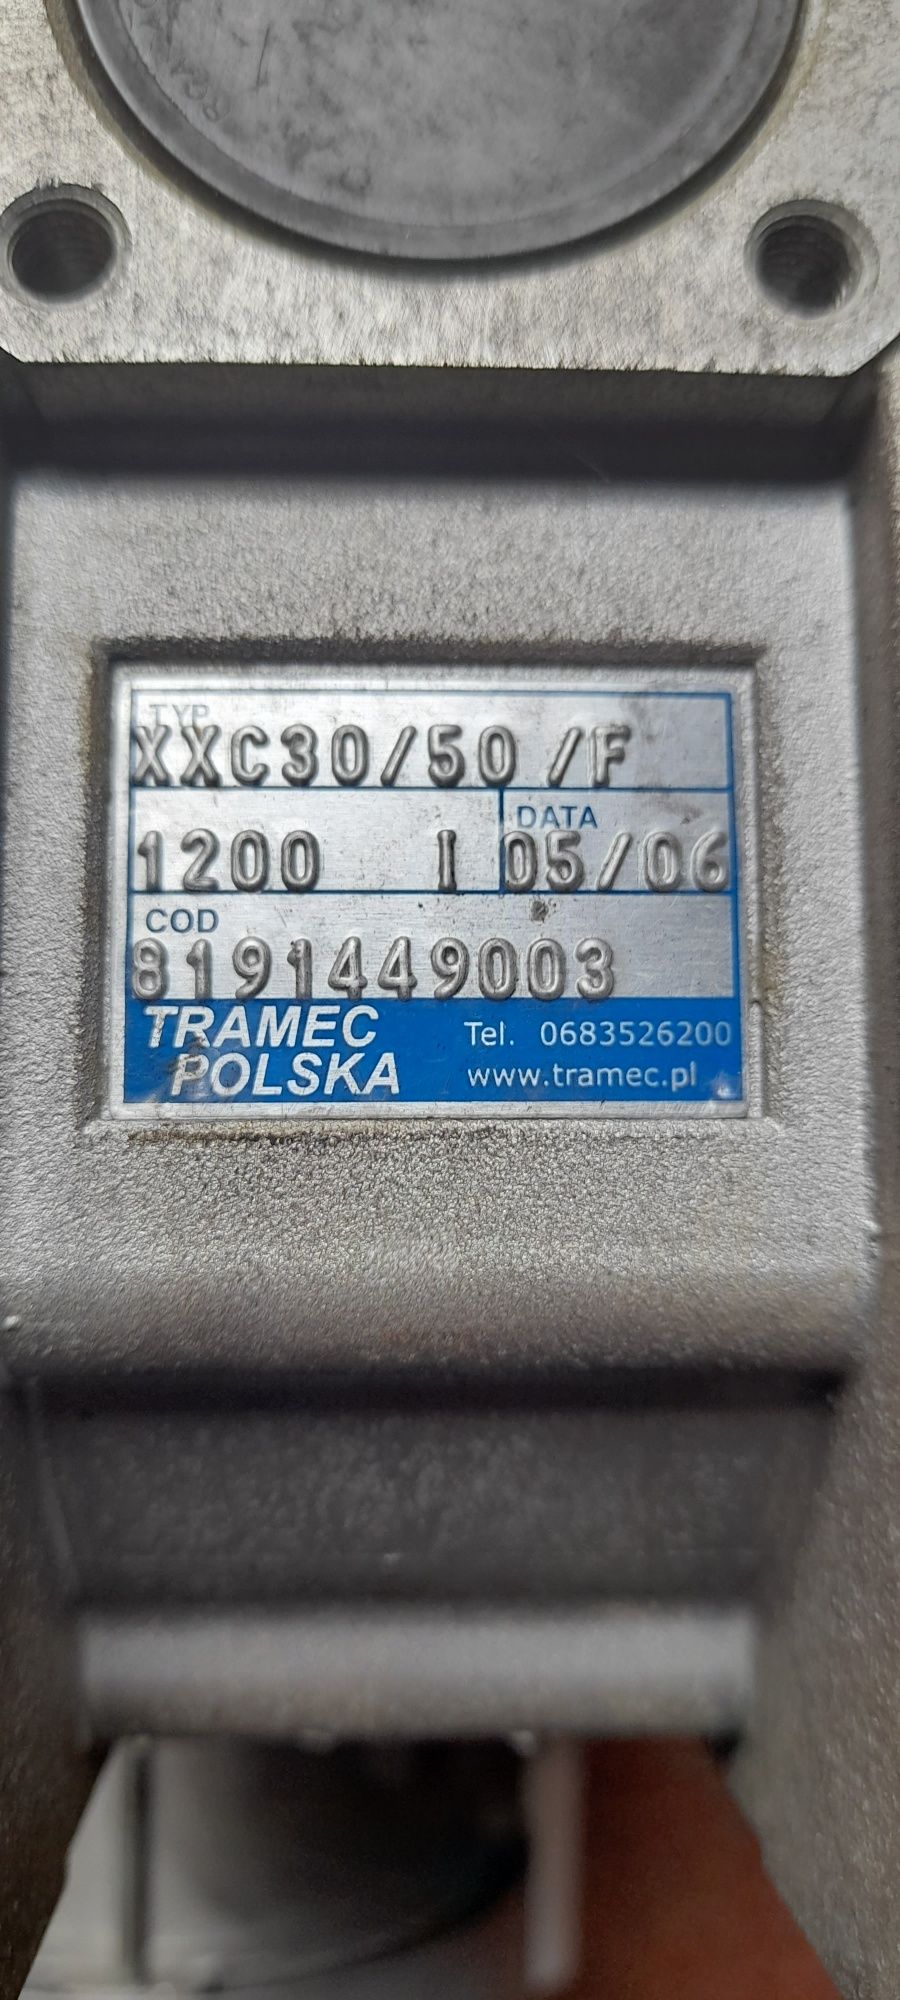 TYP
XXC30/50 /F
DATA
1200 I 05/06
COD
8191449003
TRAMEC
POLSKA
Tel. 0683526200
www.tramec.pl